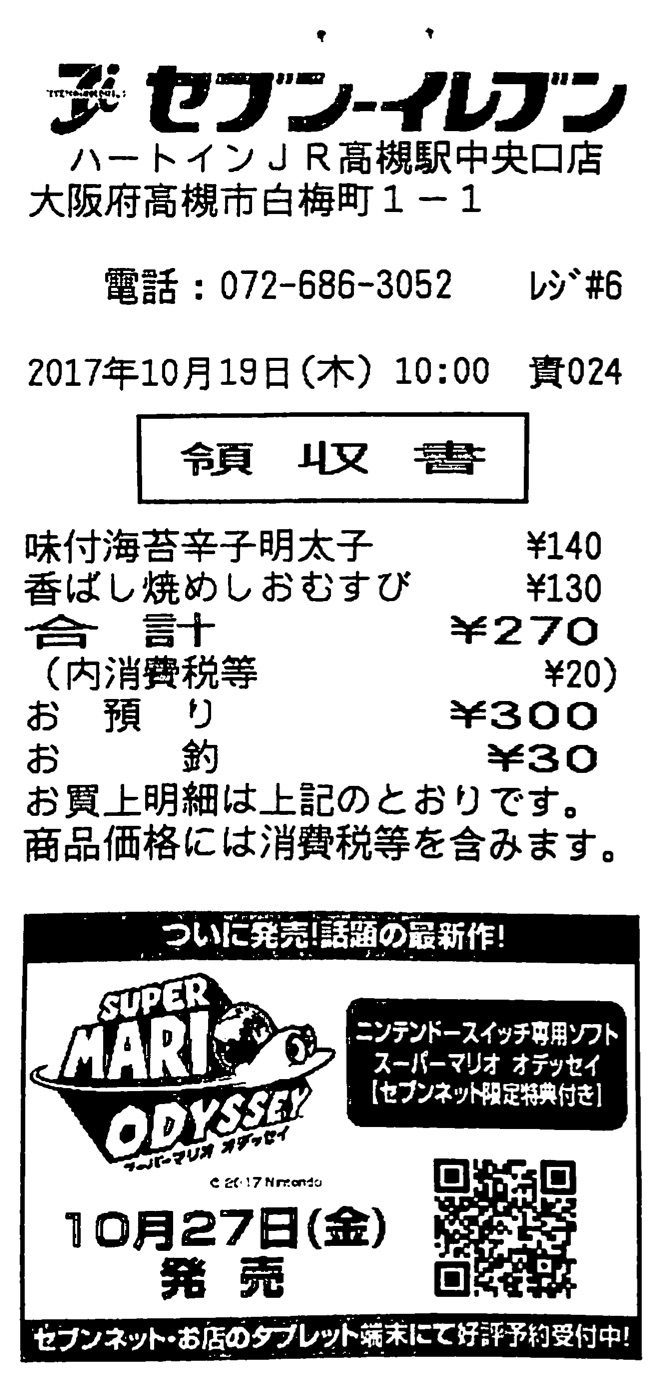 セブン-イレブン
ハートインJR高槻駅中央口店
大阪府高槻市白梅町1-1
電話:072-686-3052 レジ#6
2017年10月19日(木) 10:00 責024
領収書
味付海苔辛子明太子 ¥140
香ばし焼めしおむすび ¥130
合計 ¥270
(内消費税等 ¥20)
お預り ¥300
お釣 ¥30
お買上明細は上記のとおりです。
商品価格には消費税等を含みます。
ついに発売!話題の最新作!
SUPER
MARIO
ODYSSEY
スーパーマリオ オデッセイ
ニンテンドースイッチ専用ソフト
スーパーマリオ オデッセイ
[セブンネット限定特典付き]
© 2017 Nintendo
10月27日(金)
発売
セブンネット・お店のタブレット端末にて好評予約受付中!